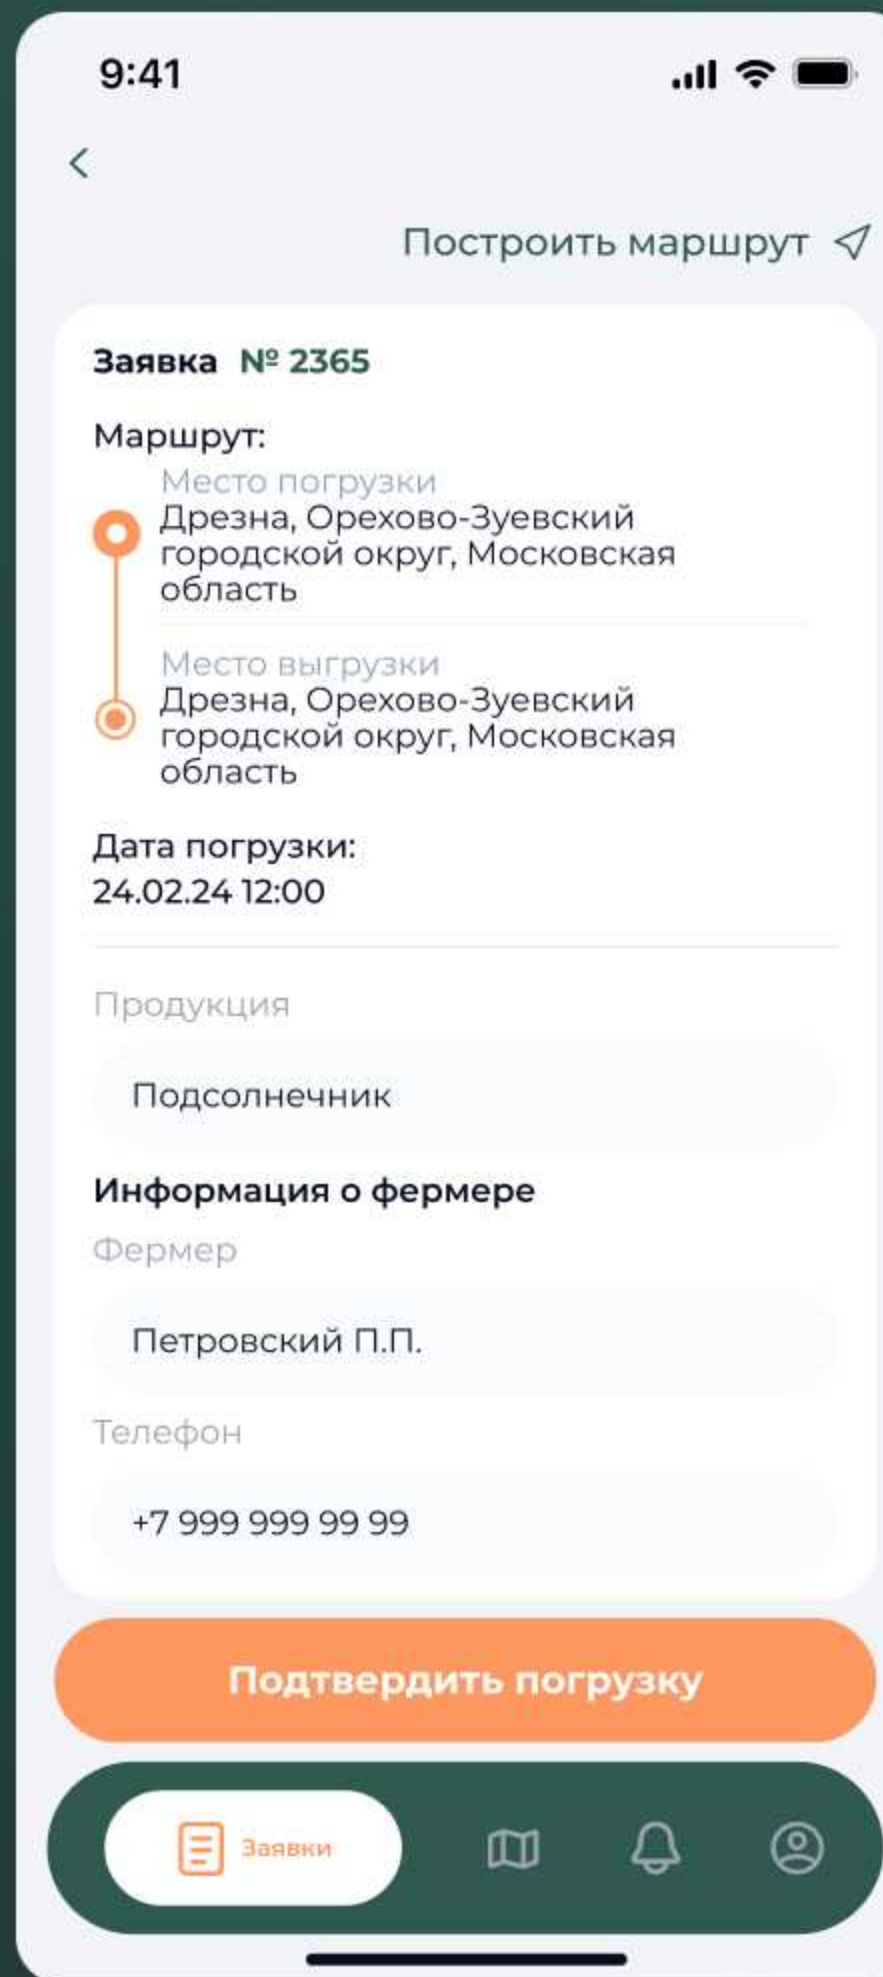 9:41
Построить маршрут
Заявка № 2365
Маршрут:
Место погрузки
Дрезна, Орехово-Зуевский
городской округ, Московская
область
Место выгрузки
Дрезна, Орехово-Зуевский
городской округ, Московская
область
Дата погрузки:
24.02.24 12:00
Продукция
Подсолнечник
Информация о фермере
Фермер
Петровский П.П.
Телефон
+7 999 999 99 99
Подтвердить погрузку
Заявки